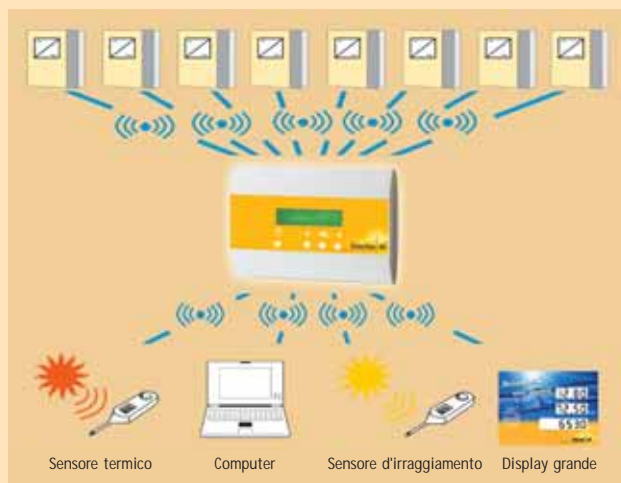 Sensore termico
Computer
Sensore d'irraggiamento
Display grande